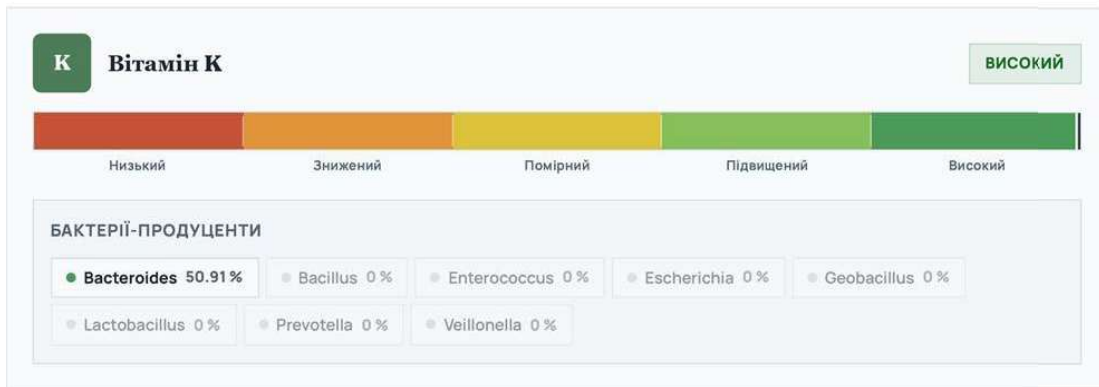 K Вітамін K ВИСОКИЙ
Низький Знижений Помірний Підвищений Високий
БАКТЕРІЇ-ПРОДУЦЕНТИ
Bacteroides 50.91% Bacillus 0% Enterococcus 0% Escherichia 0% Geobacillus 0%
Lactobacillus 0% Prevotella 0% Veillonella 0%